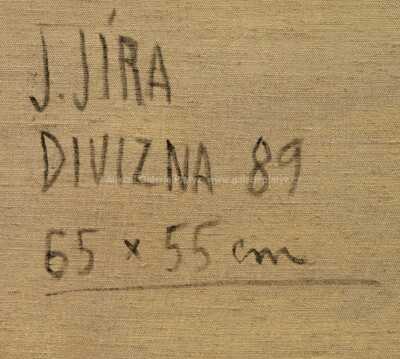 J. JÍRA
DIVIZNA 89
65 x 55 cm